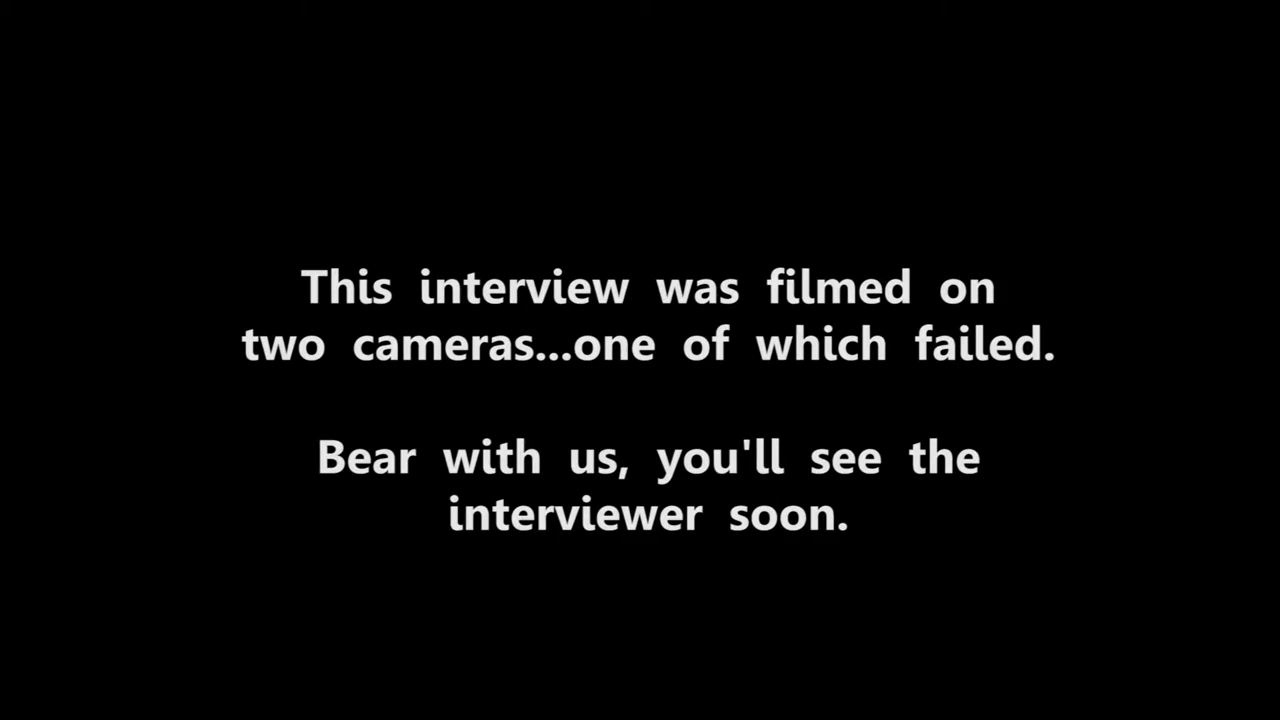 This interview was filmed on
two cameras...one of which failed.
Bear with us, you'll see the
interviewer soon.